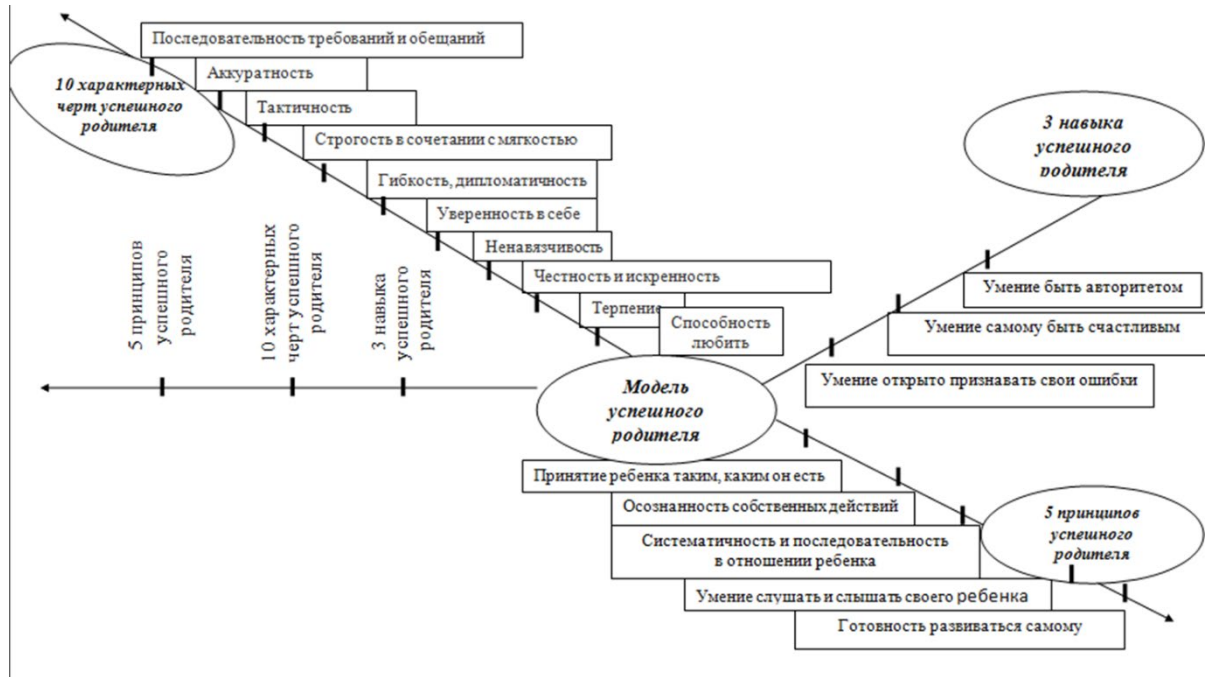 Последовательность требований и обещаний
10 характерных
черт успешного
родителя
Аккуратность
Тактичность
Строгость в сочетании с мягкостью
Гибкость, дипломатичность
Уверенность в себе
Ненавязчивость
Честность и искренность
Терпение
Способность
любить
3 навыка
успешного
родителя
Умение быть авторитетом
Умение самому быть счастливым
Умение открыто признавать свои ошибки
5 принципов
успешного
родителя
10 характерных
черт успешного
родителя
3 навыка
успешного
родителя
Модель
успешного
родителя
Принятие ребенка таким, каким он есть
Осознанность собственных действий
Систематичность и последовательность
в отношении ребенка
Умение слушать и слышать своего ребенка
Готовность развиваться самому
5 принципов
успешного
родителя